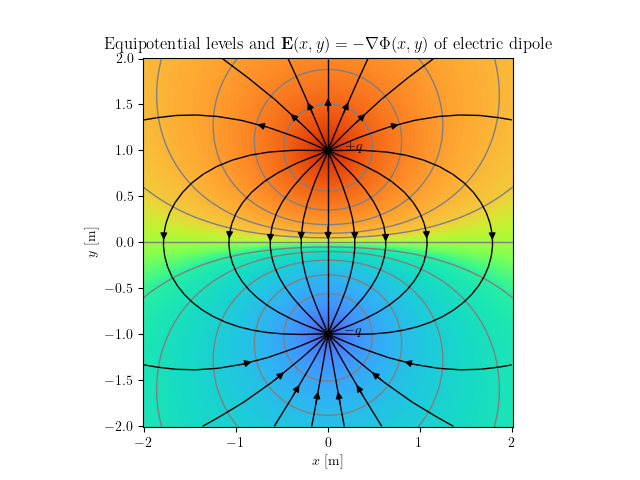 Equipotential levels and E(x, y) = −∇Φ(x, y) of electric dipole
2.0
1.5
1.0
0.5
0.0
−0.5
−1.0
−1.5
−2.0
y [m]
+q
−q
−2
−1
0
1
2
x [m]